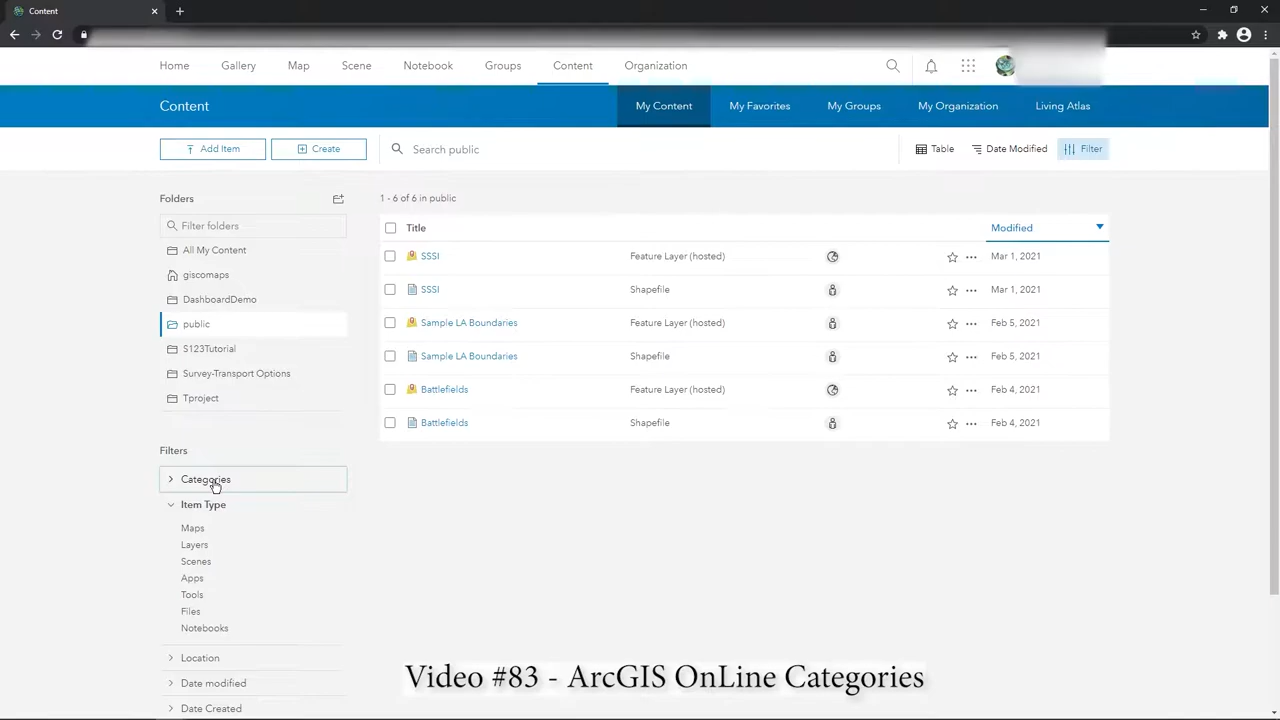 Content
Home Gallery Map Scene Notebook Groups Content Organization
Content My Content My Favorites My Groups My Organization Living Atlas
Add Item Create Search public Table Date Modified Filter
Folders
1 - 6 of 6 in public
Filter folders
Title Modified
All My Content
SSSI Feature Layer (hosted) Mar 1, 2021
giscomaps
SSSI Shapefile Mar 1, 2021
DashboardDemo
public
Sample LA Boundaries Feature Layer (hosted) Feb 5, 2021
S123Tutorial
Sample LA Boundaries Shapefile Feb 5, 2021
Survey-Transport Options
Battlefields Feature Layer (hosted) Feb 4, 2021
Tproject
Battlefields Shapefile Feb 4, 2021
Filters
Categories
Item Type
Maps
Layers
Scenes
Apps
Tools
Files
Notebooks
Location
Date modified
Date Created
Video #83 - ArcGIS OnLine Categories